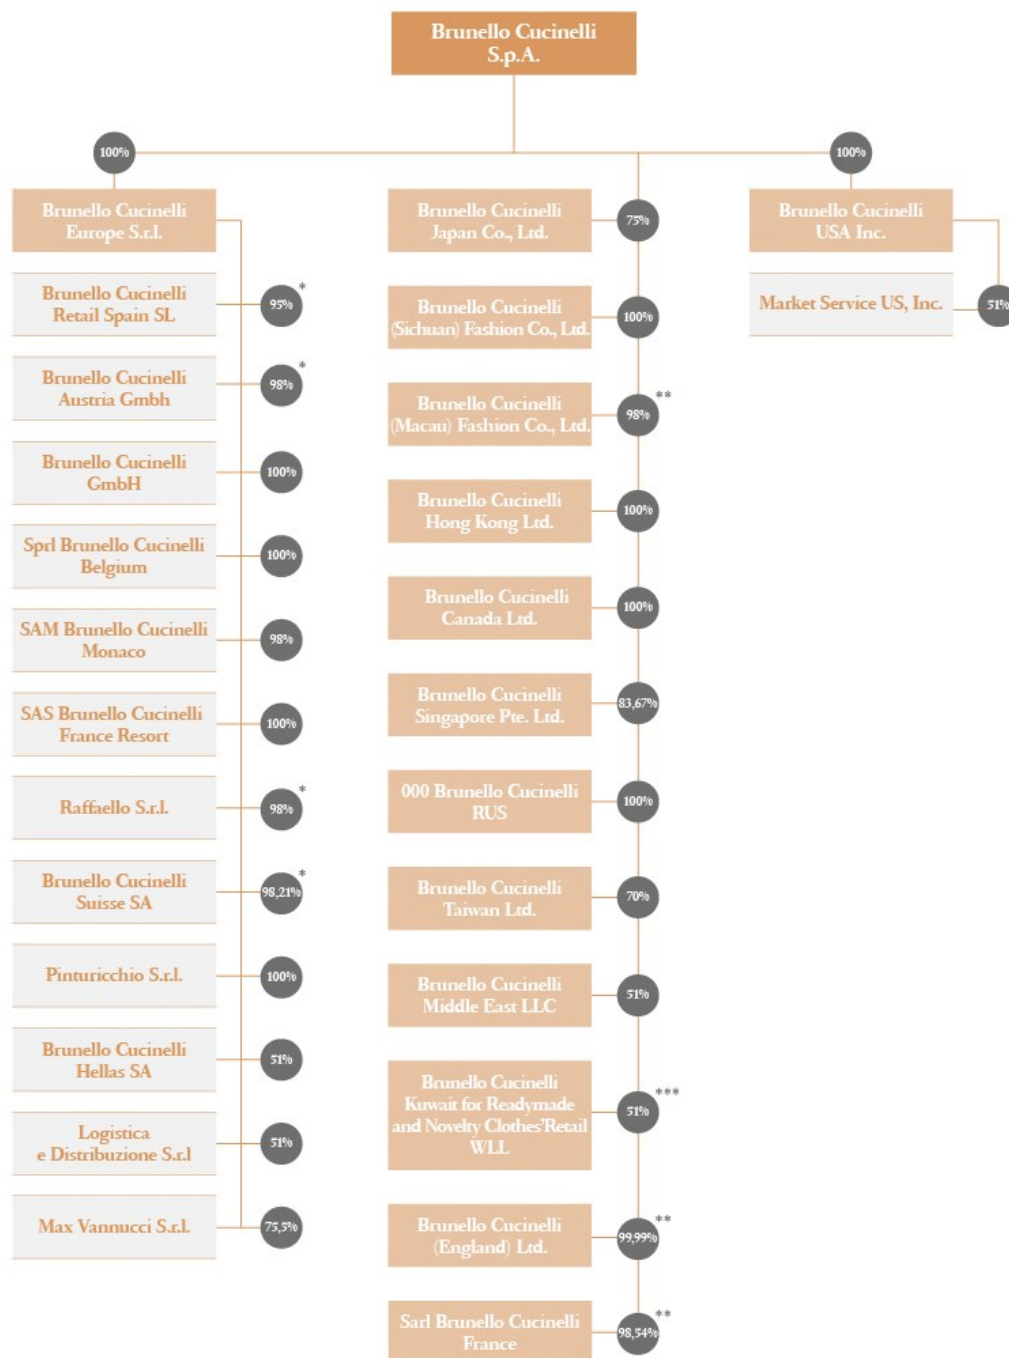 Brunello Cucinelli
S.p.A.
100%
100%
Brunello Cucinelli
Europe S.r.l.
Brunello Cucinelli
Retail Spain SL
95%
*
Brunello Cucinelli
Austria Gmbh
98%
*
Brunello Cucinelli
GmbH
100%
Sprl Brunello Cucinelli
Belgium
100%
SAM Brunello Cucinelli
Monaco
98%
SAS Brunello Cucinelli
France Resort
100%
Raffaello S.r.l.
98%
*
Brunello Cucinelli
Suisse SA
98,21%
*
Pinturicchio S.r.l.
100%
Brunello Cucinelli
Hellas SA
51%
Logistica
e Distribuzione S.r.l
51%
Max Vannucci S.r.l.
75,5%
Brunello Cucinelli
Japan Co., Ltd.
75%
Brunello Cucinelli
(Sichuan) Fashion Co., Ltd.
100%
Brunello Cucinelli
(Macau) Fashion Co., Ltd.
98%
**
Brunello Cucinelli
Hong Kong Ltd.
100%
Brunello Cucinelli
Canada Ltd.
100%
Brunello Cucinelli
Singapore Pte. Ltd.
83,67%
000 Brunello Cucinelli
RUS
100%
Brunello Cucinelli
Taiwan Ltd.
70%
Brunello Cucinelli
Middle East LLC
51%
Brunello Cucinelli
Kuwait for Readymade
and Novelty Clothes'Retail
WLL
51%
***
Brunello Cucinelli
(England) Ltd.
99,99%
**
Sarl Brunello Cucinelli
France
98,54%
**
Brunello Cucinelli
USA Inc.
Market Service US, Inc.
51%